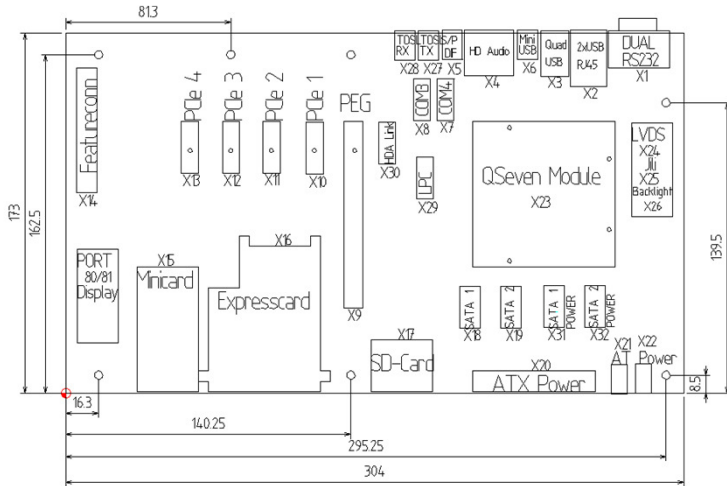 81.3
TOSL
RX
X28
TOSL
TX
X27
S/P
DIF
X5
HD Audio
X4
Mini
USB
X6
Quad
USB
X3
2xUSB
RJ45
X2
DUAL
RS232
X1
Featureconn
X14
PCIe 4
X13
PCIe 3
X12
PCIe 2
X11
PCIe 1
X10
PEG
X9
COM3
X8
COM4
X7
HDA Link
X30
LPC
X29
QSeven Module
X23
LVDS
X24
Jili
X25
Backlight
X26
173
162.5
139.5
PORT
80/81
Display
X15
Minicard
X16
Expresscard
SATA 1
X18
SATA 2
X19
SATA 1
POWER
X31
SATA 2
POWER
X32
X17
SD-Card
X20
ATX Power
X21
X22
AT Power
8.5
16.3
140.25
295.25
304